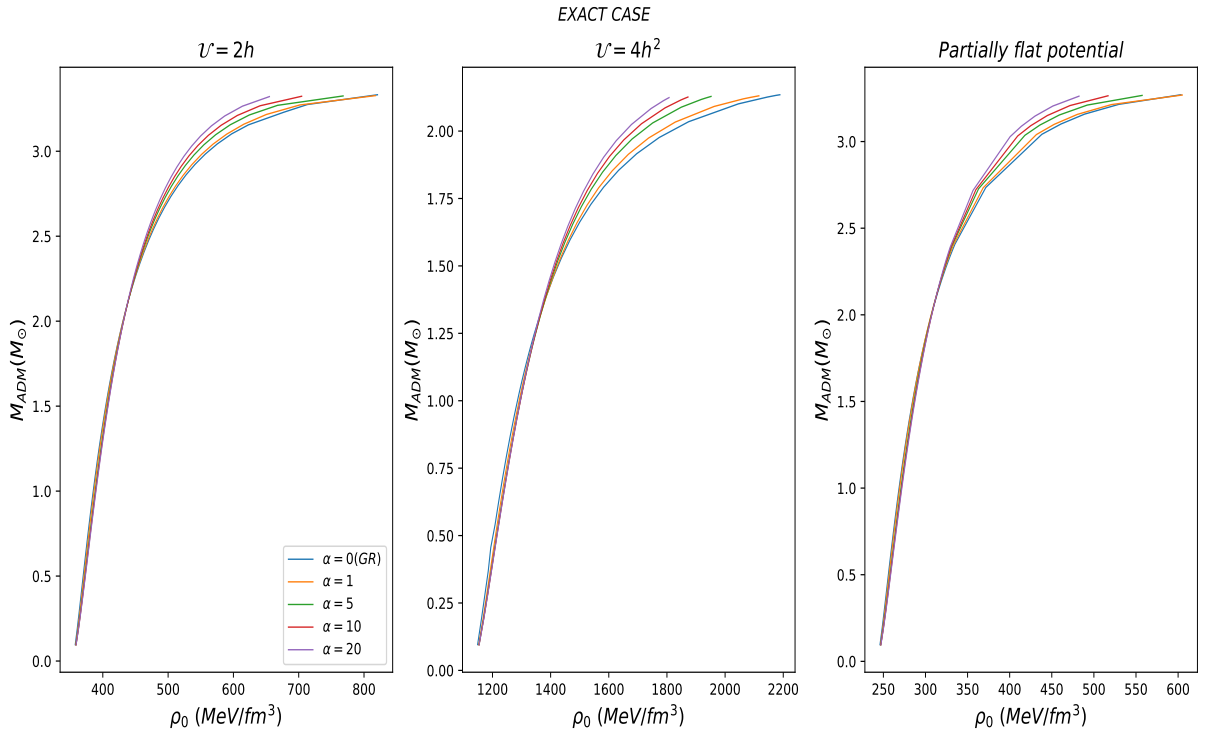 EXACT CASE
𝒰 = 2h
𝒰 = 4h²
Partially flat potential
M_ADM(M_⊙)
3.0
2.5
2.0
1.5
1.0
0.5
0.0
400 500 600 700 800
ρ₀ (MeV/fm³)
α = 0(GR)
α = 1
α = 5
α = 10
α = 20
M_ADM(M_⊙)
2.00
1.75
1.50
1.25
1.00
0.75
0.50
0.25
0.00
1200 1400 1600 1800 2000 2200
ρ₀ (MeV/fm³)
M_ADM(M_⊙)
3.0
2.5
2.0
1.5
1.0
0.5
0.0
250 300 350 400 450 500 550 600
ρ₀ (MeV/fm³)